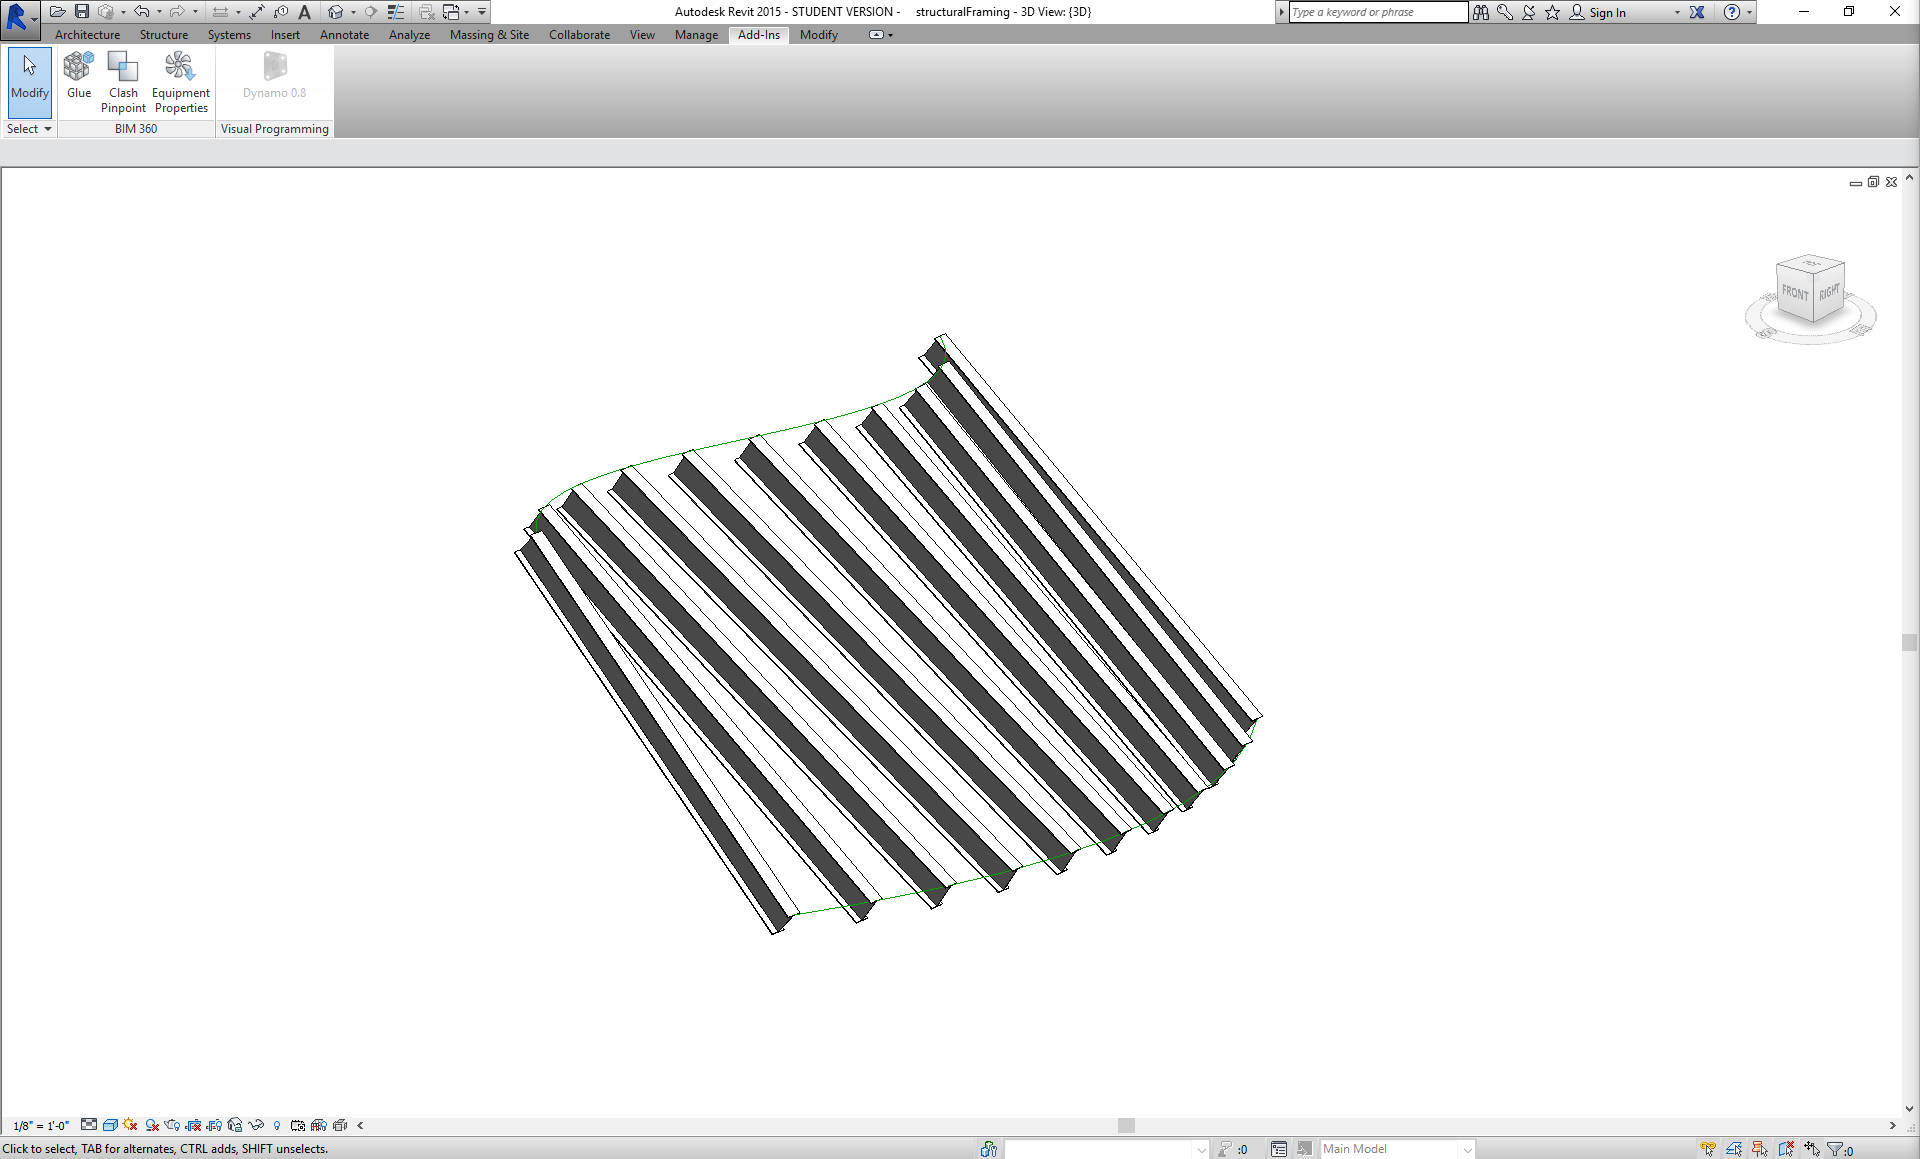 Autodesk Revit 2015 - STUDENT VERSION - structuralFraming - 3D View: {3D}
Type a keyword or phrase
Sign In
Architecture Structure Systems Insert Annotate Analyze Massing & Site Collaborate View Manage Add-Ins Modify
Modify
Glue
Clash
Pinpoint
Equipment
Properties
Dynamo 0.8
Select
BIM 360
Visual Programming
FRONT
RIGHT
1/8" = 1'-0"
Click to select, TAB for alternates, CTRL adds, SHIFT unselects.
:0
Main Model
:0